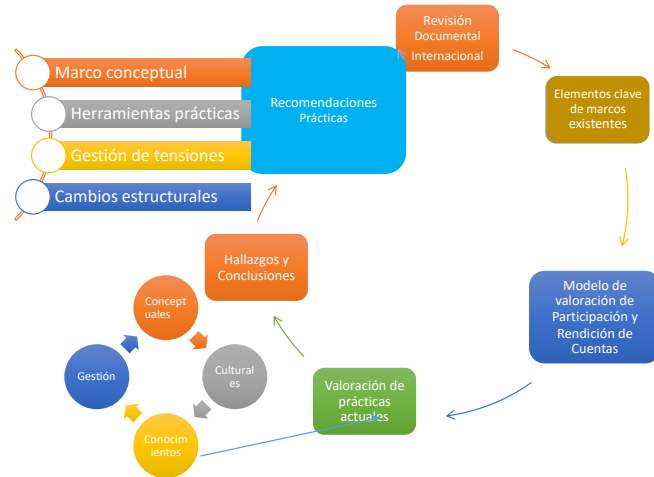 Revisión
Documental
Internacional
Marco conceptual
Herramientas prácticas
Gestión de tensiones
Cambios estructurales
Recomendaciones
Prácticas
Elementos clave
de marcos
existentes
Modelo de
valoración de
Participación y
Rendición de
Cuentas
Valoración de
prácticas
actuales
Hallazgos y
Conclusiones
Concept
uales
Cultural
es
Conocim
ientos
Gestión